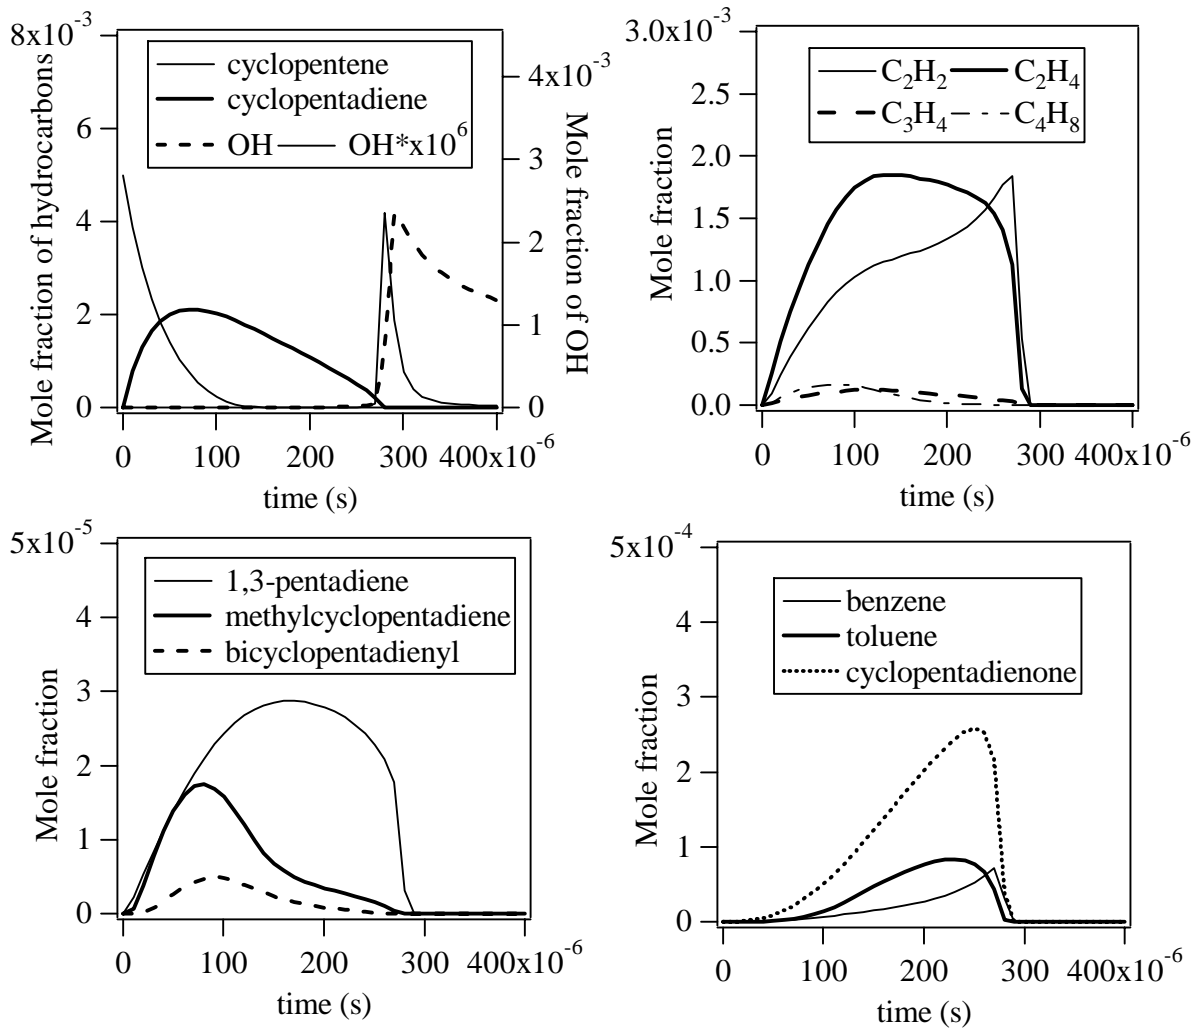 8x10⁻³
6
4
2
0
Mole fraction of hydrocarbons
cyclopentene
cyclopentadiene
OH OH*x10⁶
4x10⁻³
3
2
1
0
Mole fraction of OH
0 100 200 300 400x10⁻⁶
time (s)
3.0x10⁻³
2.5
2.0
1.5
1.0
0.5
0.0
Mole fraction
C₂H₂ C₂H₄
C₃H₄ C₄H₈
0 100 200 300 400x10⁻⁶
time (s)
5x10⁻⁵
4
3
2
1
0
Mole fraction
1,3-pentadiene
methylcyclopentadiene
bicyclopentadienyl
0 100 200 300 400x10⁻⁶
time (s)
5x10⁻⁴
4
3
2
1
0
Mole fraction
benzene
toluene
cyclopentadienone
0 100 200 300 400x10⁻⁶
time (s)